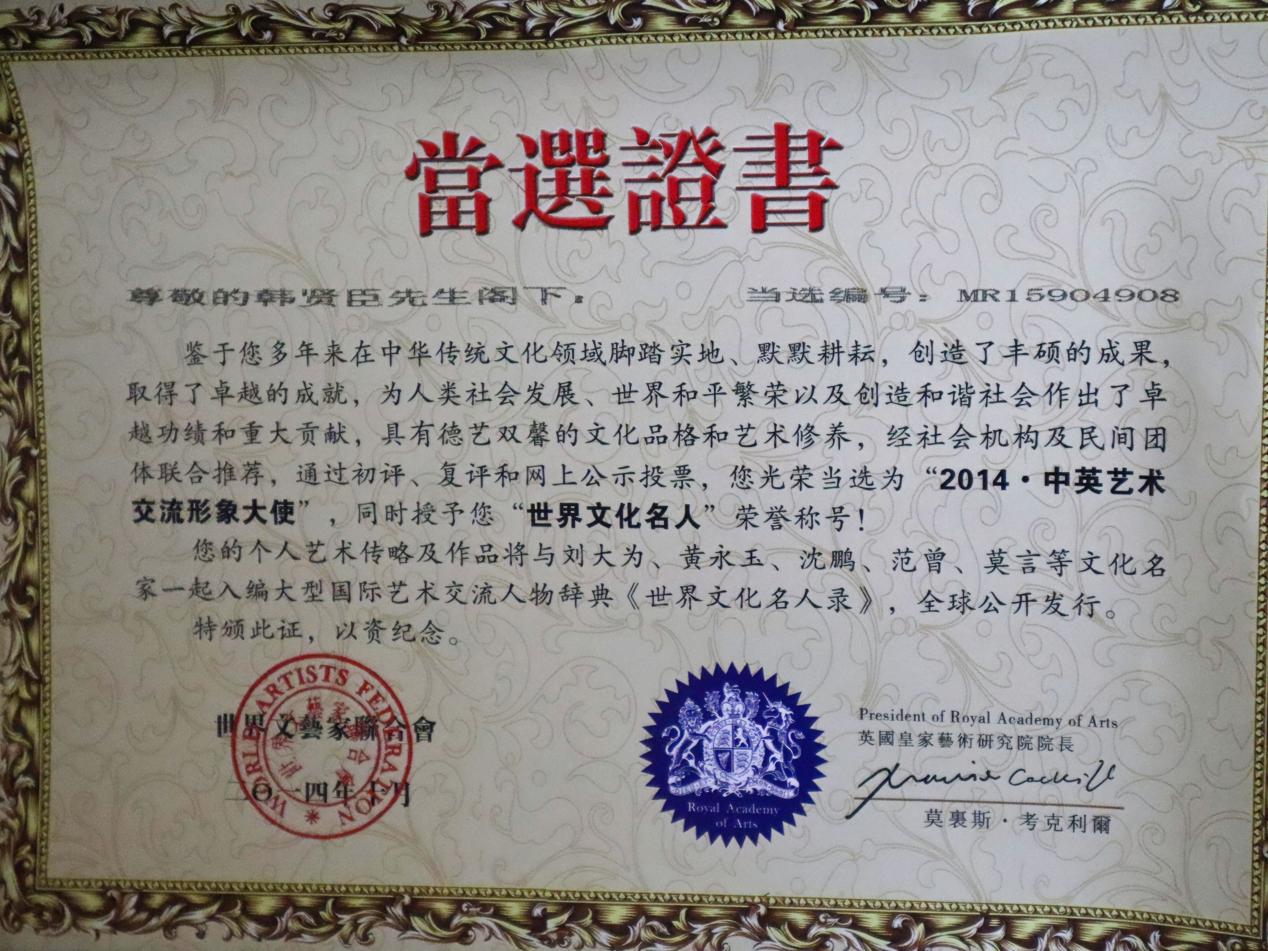 當選證書
尊敬的韩贤臣先生阁下：
当选编号：MR15904908
鉴于您多年来在中华传统文化领域脚踏实地、默默耕耘，创造了丰硕的成果，
取得了卓越的成就，为人类社会发展、世界和平繁荣以及创造和谐社会作出了卓
越功绩和重大贡献，具有德艺双馨的文化品格和艺术修养，经社会机构及民间团
体联合推荐，通过初评、复评和网上公示投票，您光荣当选为“2014·中英艺术
交流形象大使”，同时授予您“世界文化名人”荣誉称号！
您的个人艺术传略及作品将与刘大为、黄永玉、沈鹏、范曾、莫言等文化名
家一起入编大型国际艺术交流人物辞典《世界文化名人录》，全球公开发行。
特颁此证，以资纪念。
世界文藝家聯合會
二〇一四年十月
WORLD ARTISTS FEDERATION
Royal Academy
of Arts
President of Royal Academy of Arts
英國皇家藝術研究院院長
莫裏斯·考克利爾